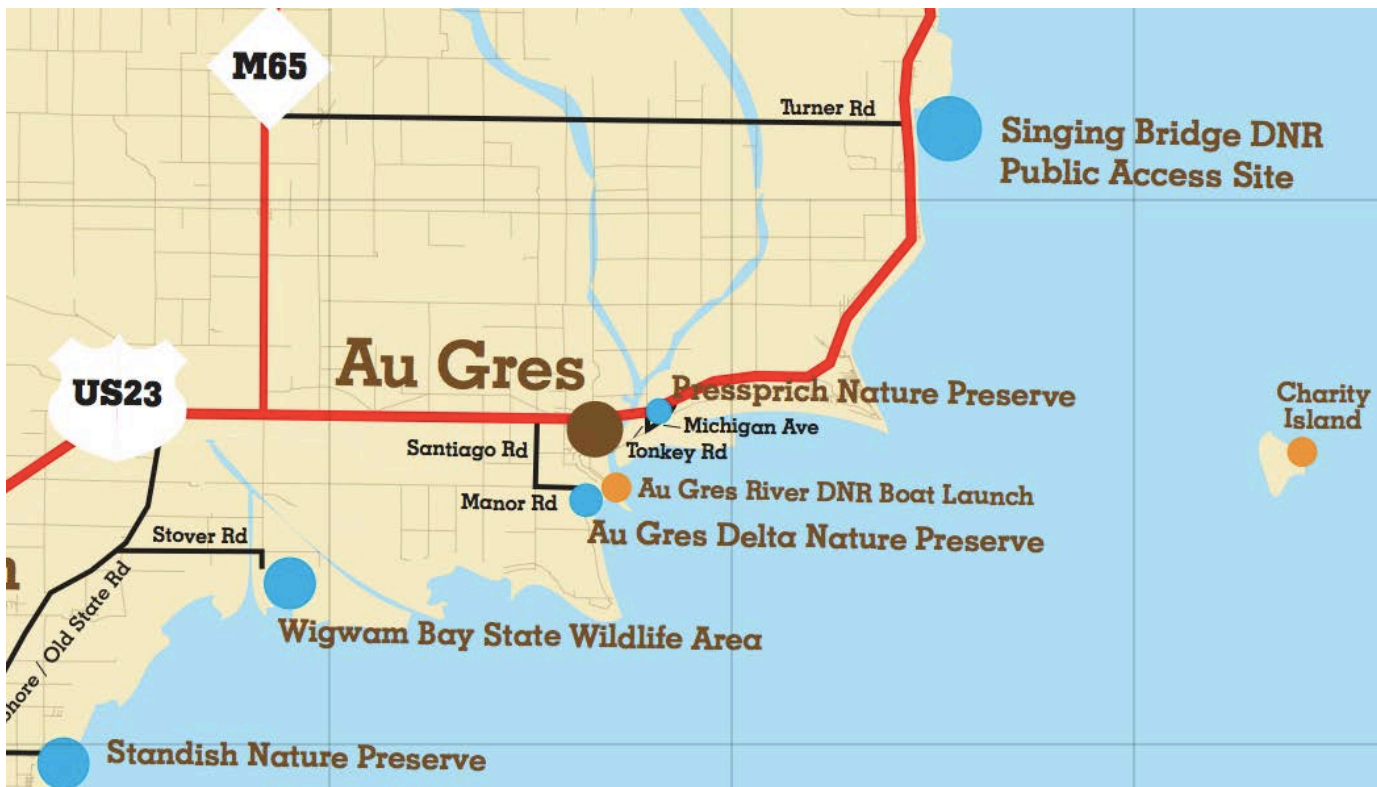 M65
Turner Rd
Singing Bridge DNR
Public Access Site
Au Gres
US23
Pressprich Nature Preserve
Charity
Island
Michigan Ave
Santiago Rd
Tonkey Rd
Au Gres River DNR Boat Launch
Manor Rd
Au Gres Delta Nature Preserve
Stover Rd
/ Old State Rd
Wigwam Bay State Wildlife Area
Standish Nature Preserve